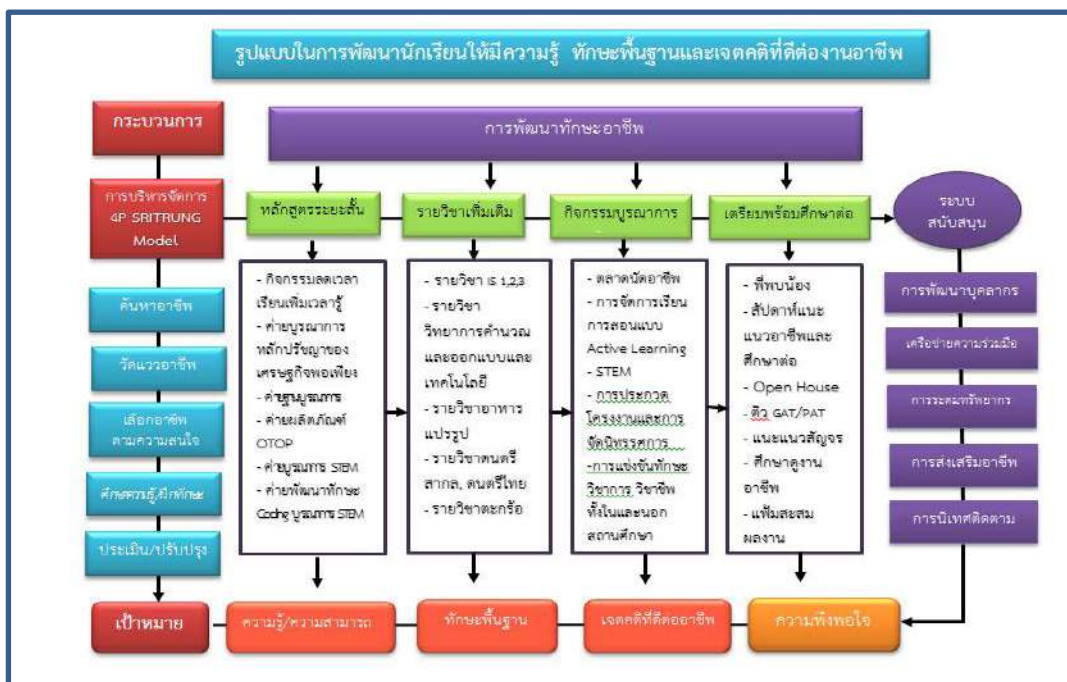 รูปแบบในการพัฒนานักเรียนให้มีความรู้ ทักษะพื้นฐานและเจตคติที่ดีต่องานอาชีพ
กระบวนการ
การพัฒนาทักษะอาชีพ
การบริหารจัดการ
4P SRITRUNG
Model
หลักสูตรระยะสั้น
รายวิชาเพิ่มเติม
กิจกรรมบูรณาการ
เตรียมพร้อมศึกษาต่อ
ระบบ
สนับสนุน
ค้นหาอาชีพ
วัดแววอาชีพ
เลือกอาชีพ
ตามความสนใจ
ศึกษาความรู้/ฝึกทักษะ
ประเมิน/ปรับปรุง
- กิจกรรมลดเวลา
เรียนเพิ่มเวลารู้
- ค่ายบูรณาการ
หลักปรัชญาของ
เศรษฐกิจพอเพียง
- ค่ายฐานบูรณาการ
- ค่ายผลิตภัณฑ์
OTOP
- ค่ายบูรณาการ STEM
- ค่ายพัฒนาทักษะ
Coding บูรณาการ STEM
- รายวิชา IS 1,2,3
- รายวิชา
วิทยาการคำนวณ
และออกแบบและ
เทคโนโลยี
- รายวิชาอาหาร
แปรรูป
- รายวิชาดนตรี
สากล, ดนตรีไทย
- รายวิชาตะกร้อ
- ตลาดนัดอาชีพ
- การจัดการเรียน
การสอนแบบ
Active Learning
- STEM
- การประกวด
โครงงานและการ
จัดนิทรรศการ
-การแข่งขันทักษะ
วิชาการ วิชาชีพ
ทั้งในและนอก
สถานศึกษา
- พี่พบน้อง
- สัปดาห์แนะ
แนวอาชีพและ
ศึกษาต่อ
- Open House
- ติว GAT/PAT
- แนะแนวสัญจร
- ศึกษาดูงาน
อาชีพ
- แฟ้มสะสม
ผลงาน
การพัฒนาบุคลากร
เครือข่ายความร่วมมือ
การระดมทรัพยากร
การส่งเสริมอาชีพ
การนิเทศติดตาม
เป้าหมาย
ความรู้/ความสามารถ
ทักษะพื้นฐาน
เจตคติที่ดีต่ออาชีพ
ความพึงพอใจ